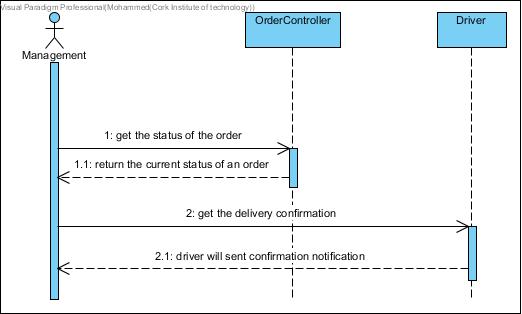 Visual Paradigm Professional(Mohammed(Cork Institute of technology))
OrderController
Driver
Management
1: get the status of the order
1.1: return the current status of an order
2: get the delivery confirmation
2.1: driver will sent confirmation notification